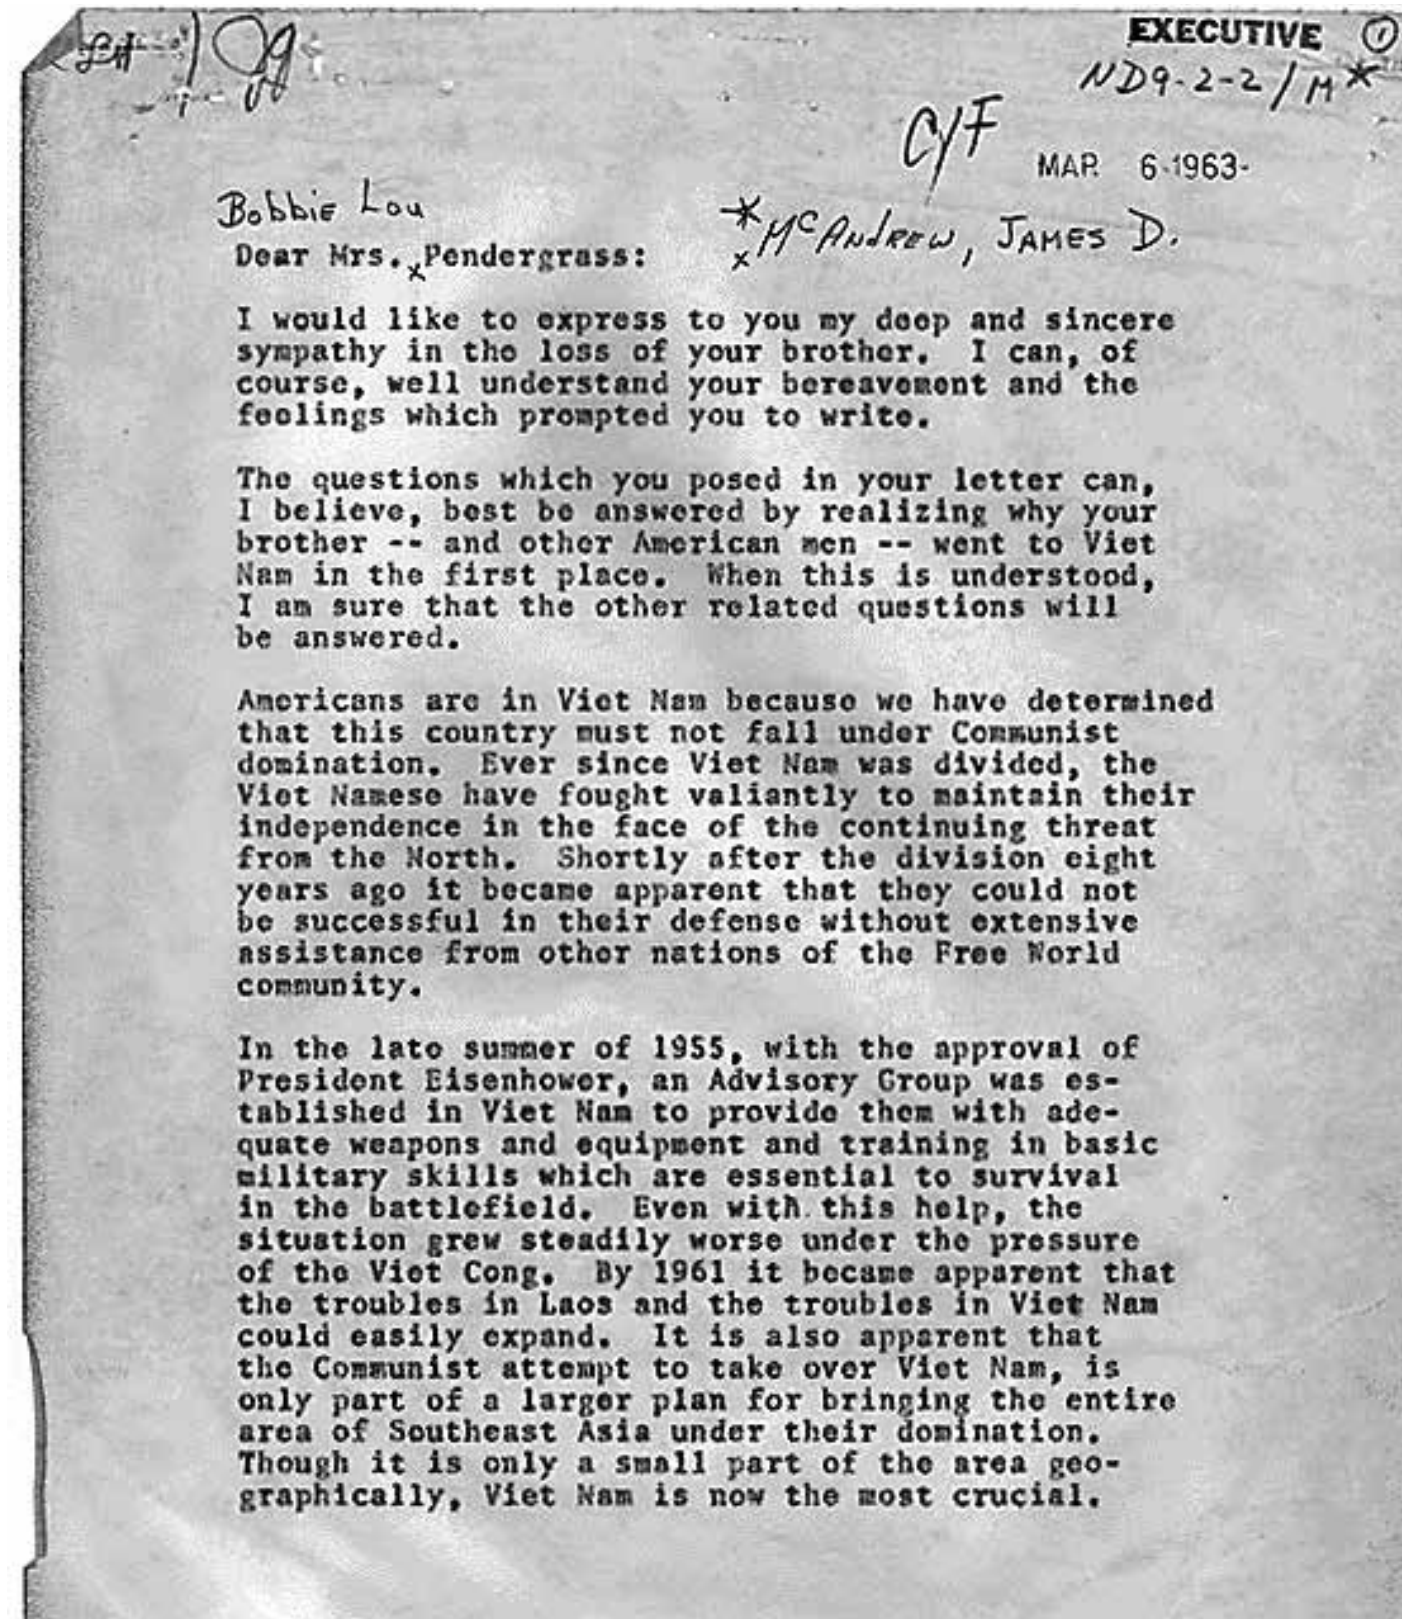 EXECUTIVE 1
ND9-2-2/M*
C/F
MAR 6 1963
Bobbie Lou
*McAndrew, James D.
Dear Mrs. x Pendergrass:
x
I would like to express to you my deep and sincere
sympathy in the loss of your brother. I can, of
course, well understand your bereavement and the
feelings which prompted you to write.
The questions which you posed in your letter can,
I believe, best be answered by realizing why your
brother -- and other American men -- went to Viet
Nam in the first place. When this is understood,
I am sure that the other related questions will
be answered.
Americans are in Viet Nam because we have determined
that this country must not fall under Communist
domination. Ever since Viet Nam was divided, the
Viet Namese have fought valiantly to maintain their
independence in the face of the continuing threat
from the North. Shortly after the division eight
years ago it became apparent that they could not
be successful in their defense without extensive
assistance from other nations of the Free World
community.
In the late summer of 1955, with the approval of
President Eisenhower, an Advisory Group was es-
tablished in Viet Nam to provide them with ade-
quate weapons and equipment and training in basic
military skills which are essential to survival
in the battlefield. Even with this help, the
situation grew steadily worse under the pressure
of the Viet Cong. By 1961 it became apparent that
the troubles in Laos and the troubles in Viet Nam
could easily expand. It is also apparent that
the Communist attempt to take over Viet Nam, is
only part of a larger plan for bringing the entire
area of Southeast Asia under their domination.
Though it is only a small part of the area geo-
graphically, Viet Nam is now the most crucial.